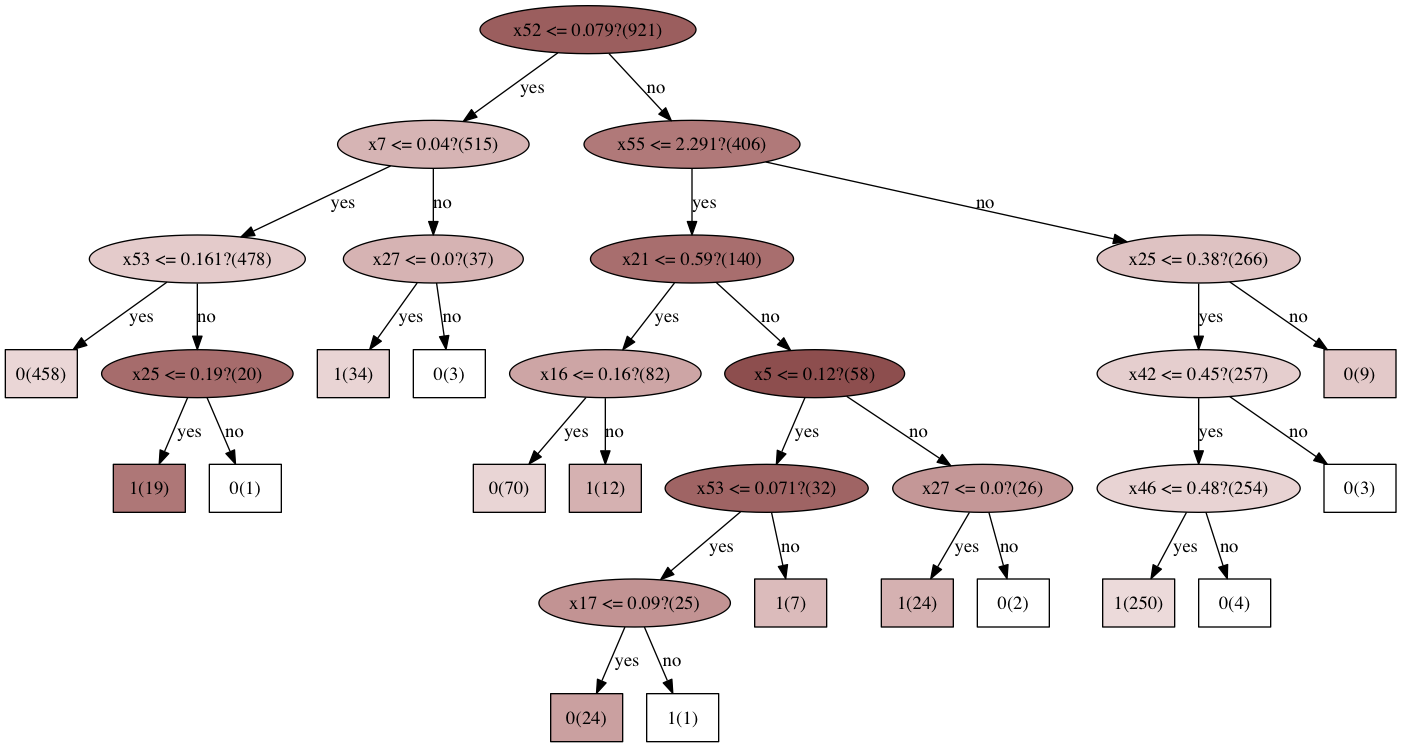 x52 <= 0.079?(921)
yes
no
x7 <= 0.04?(515)
x55 <= 2.291?(406)
yes
no
yes
no
x53 <= 0.161?(478)
x27 <= 0.0?(37)
x21 <= 0.59?(140)
x25 <= 0.38?(266)
yes
no
yes
no
yes
no
yes
no
0(458)
x25 <= 0.19?(20)
1(34)
0(3)
x16 <= 0.16?(82)
x5 <= 0.12?(58)
x42 <= 0.45?(257)
0(9)
yes
no
yes
no
yes
no
yes
no
1(19)
0(1)
0(70)
1(12)
x53 <= 0.071?(32)
x27 <= 0.0?(26)
x46 <= 0.48?(254)
0(3)
yes
no
yes
no
yes
no
x17 <= 0.09?(25)
1(7)
1(24)
0(2)
1(250)
0(4)
yes
no
0(24)
1(1)